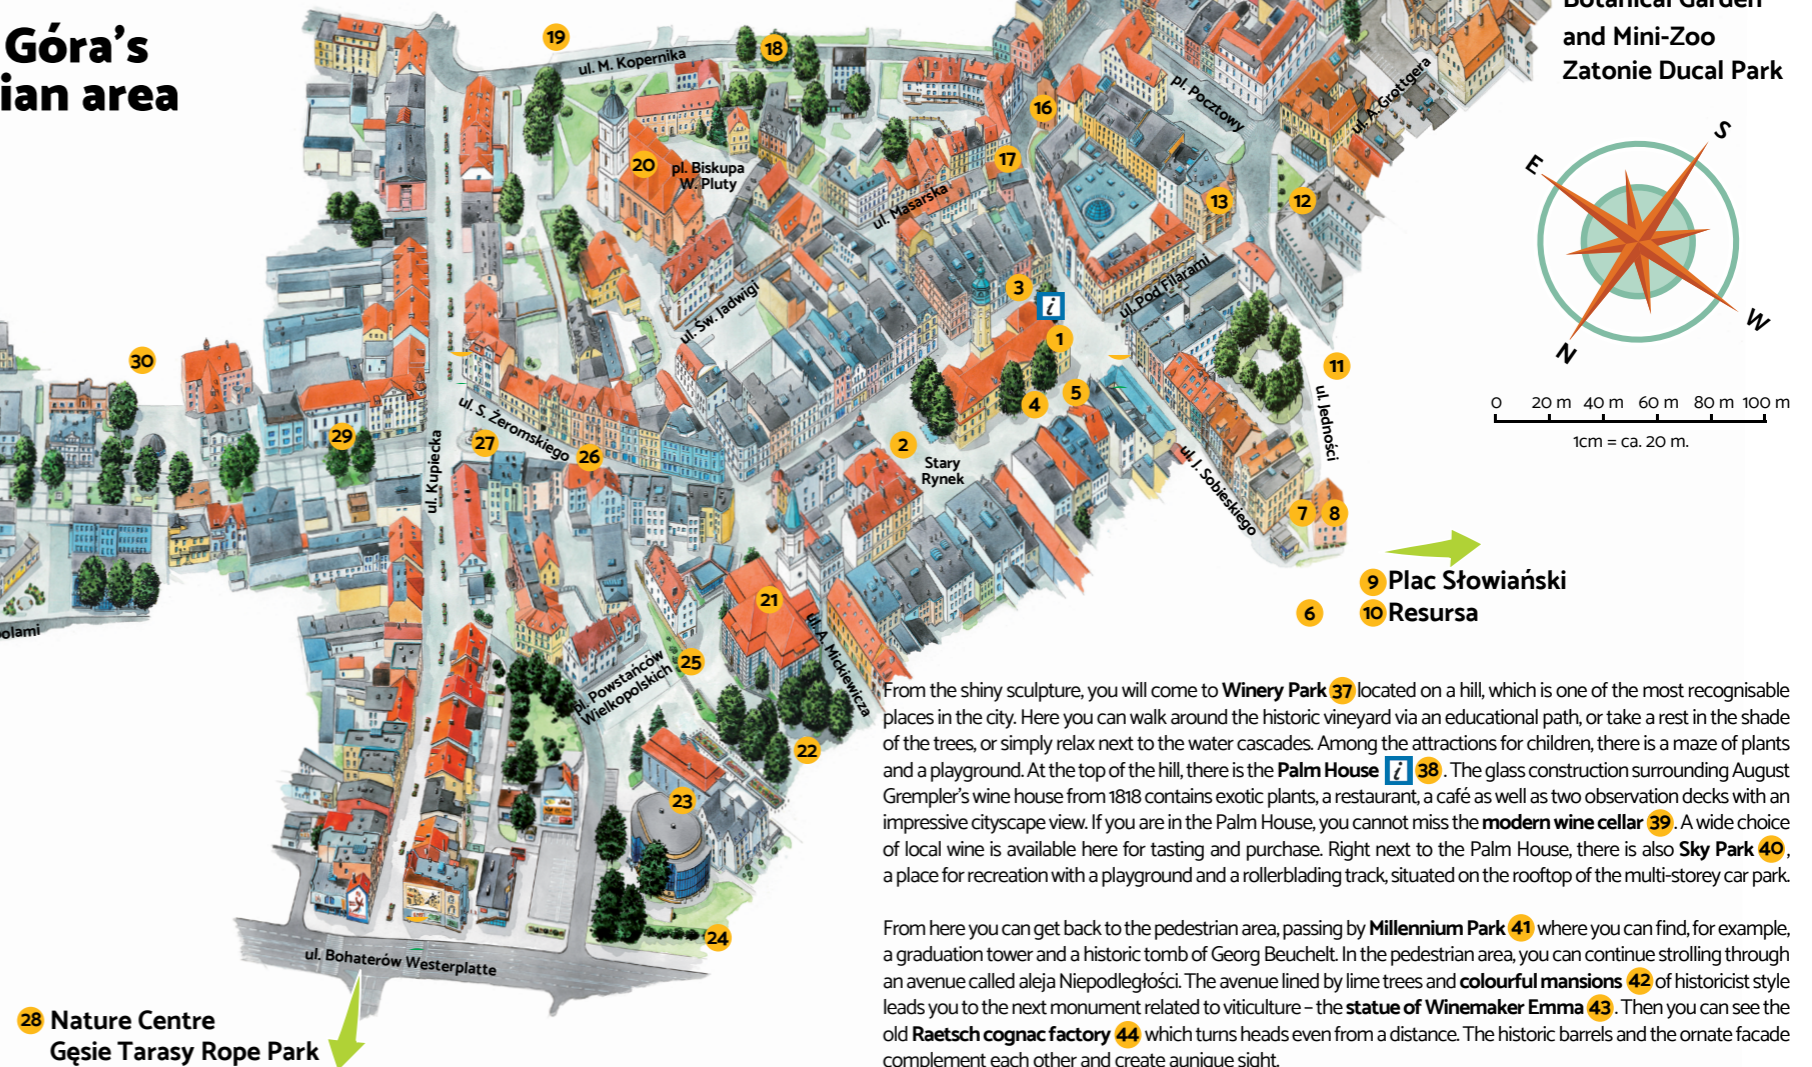 Góra’s
ian area
Botanical Garden
and Mini-Zoo
Zatonie Ducal Park
19
ul. M. Kopernika
18
16
pl. Pocztowy
ul. A. Grottgera
17
20
pl. Biskupa
W. Pluty
ul. Masarska
13
12
S
E
W
N
3
i
1
ul. Pod Filarami
ul. Św. Jadwigi
11
ul. Jedności
0 20 m 40 m 60 m 80 m 100 m
1cm = ca. 20 m.
30
5
4
ul. S. Żeromskiego
29
27
26
2
Stary
Rynek
ul. Kupiecka
ul. J. Sobieskiego
7 8
9 Plac Słowiański
6 10 Resursa
olami
21
ul. A. Mickiewicza
25
pl. Powstańców
Wielkopolskich
22
23
24
ul. Bohaterów Westerplatte
28 Nature Centre
Gęsie Tarasy Rope Park
From the shiny sculpture, you will come to Winery Park 37 located on a hill, which is one of the most recognisable
places in the city. Here you can walk around the historic vineyard via an educational path, or take a rest in the shade
of the trees, or simply relax next to the water cascades. Among the attractions for children, there is a maze of plants
and a playground. At the top of the hill, there is the Palm House i 38. The glass construction surrounding August
Grempler’s wine house from 1818 contains exotic plants, a restaurant, a café as well as two observation decks with an
impressive cityscape view. If you are in the Palm House, you cannot miss the modern wine cellar 39. A wide choice
of local wine is available here for tasting and purchase. Right next to the Palm House, there is also Sky Park 40,
a place for recreation with a playground and a rollerblading track, situated on the rooftop of the multi-storey car park.
From here you can get back to the pedestrian area, passing by Millennium Park 41 where you can find, for example,
a graduation tower and a historic tomb of Georg Beuchelt. In the pedestrian area, you can continue strolling through
an avenue called aleja Niepodległości. The avenue lined by lime trees and colourful mansions 42 of historicist style
leads you to the next monument related to viticulture – the statue of Winemaker Emma 43. Then you can see the
old Raetsch cognac factory 44 which turns heads even from a distance. The historic barrels and the ornate facade
complement each other and create aunique sight.